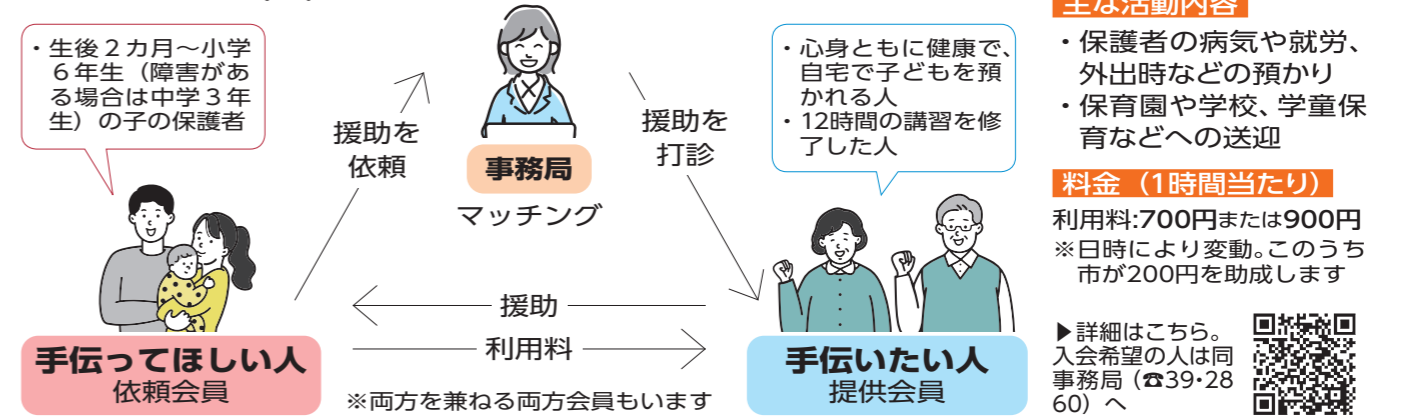 ・生後2カ月～小学
6年生（障害があ
る場合は中学3年
生）の子の保護者
援助を
依頼
事務局
マッチング
援助を
打診
・心身ともに健康で、
自宅で子どもを預
かれる人
・12時間の講習を修
了した人
援助
利用料
手伝ってほしい人
依頼会員
※両方を兼ねる両方会員もいます
手伝いたい人
提供会員
主な活動内容
・保護者の病気や就労、
外出時などの預かり
・保育園や学校、学童保
育などへの送迎
料金（1時間当たり）
利用料:700円または900円
※日時により変動。このうち
市が200円を助成します
▶詳細はこちら。
入会希望の人は同
事務局（☎39・28
60）へ